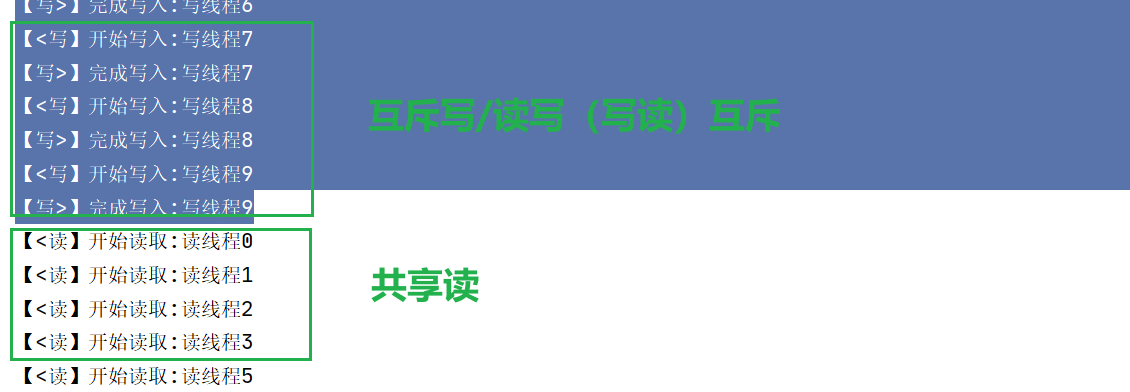 【写>】完成写入:写线程6
【<写】开始写入:写线程7
【写>】完成写入:写线程7
【<写】开始写入:写线程8
互斥写/读写（写读）互斥
【写>】完成写入:写线程8
【<写】开始写入:写线程9
【写>】完成写入:写线程9
【<读】开始读取:读线程0
【<读】开始读取:读线程1
共享读
【<读】开始读取:读线程2
【<读】开始读取:读线程3
【<读】开始读取:读线程5